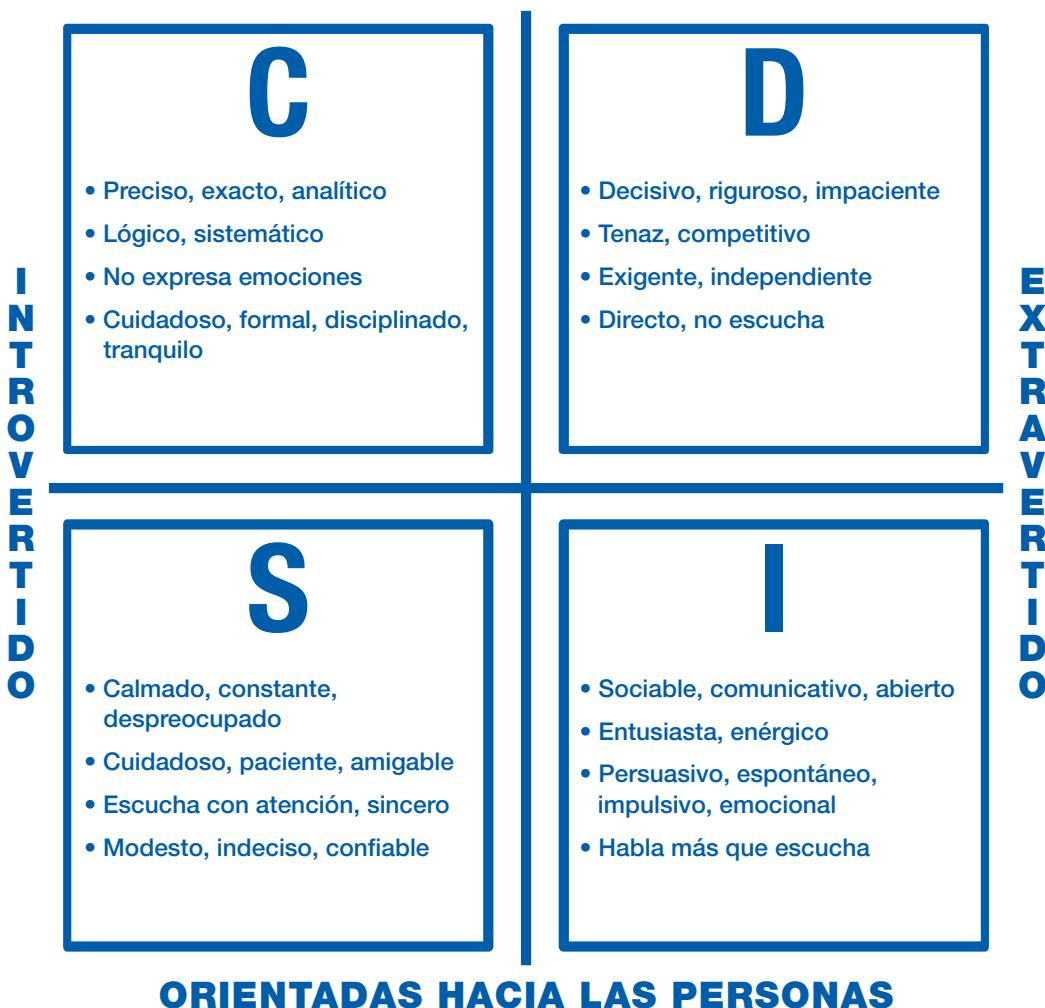 C
• Preciso, exacto, analítico
• Lógico, sistemático
• No expresa emociones
• Cuidadoso, formal, disciplinado,
tranquilo
D
• Decisivo, riguroso, impaciente
• Tenaz, competitivo
• Exigente, independiente
• Directo, no escucha
INTROVERTIDO
EXTRAVERTIDO
S
• Calmado, constante,
despreocupado
• Cuidadoso, paciente, amigable
• Escucha con atención, sincero
• Modesto, indeciso, confiable
I
• Sociable, comunicativo, abierto
• Entusiasta, enérgico
• Persuasivo, espontáneo,
impulsivo, emocional
• Habla más que escucha
ORIENTADAS HACIA LAS PERSONAS